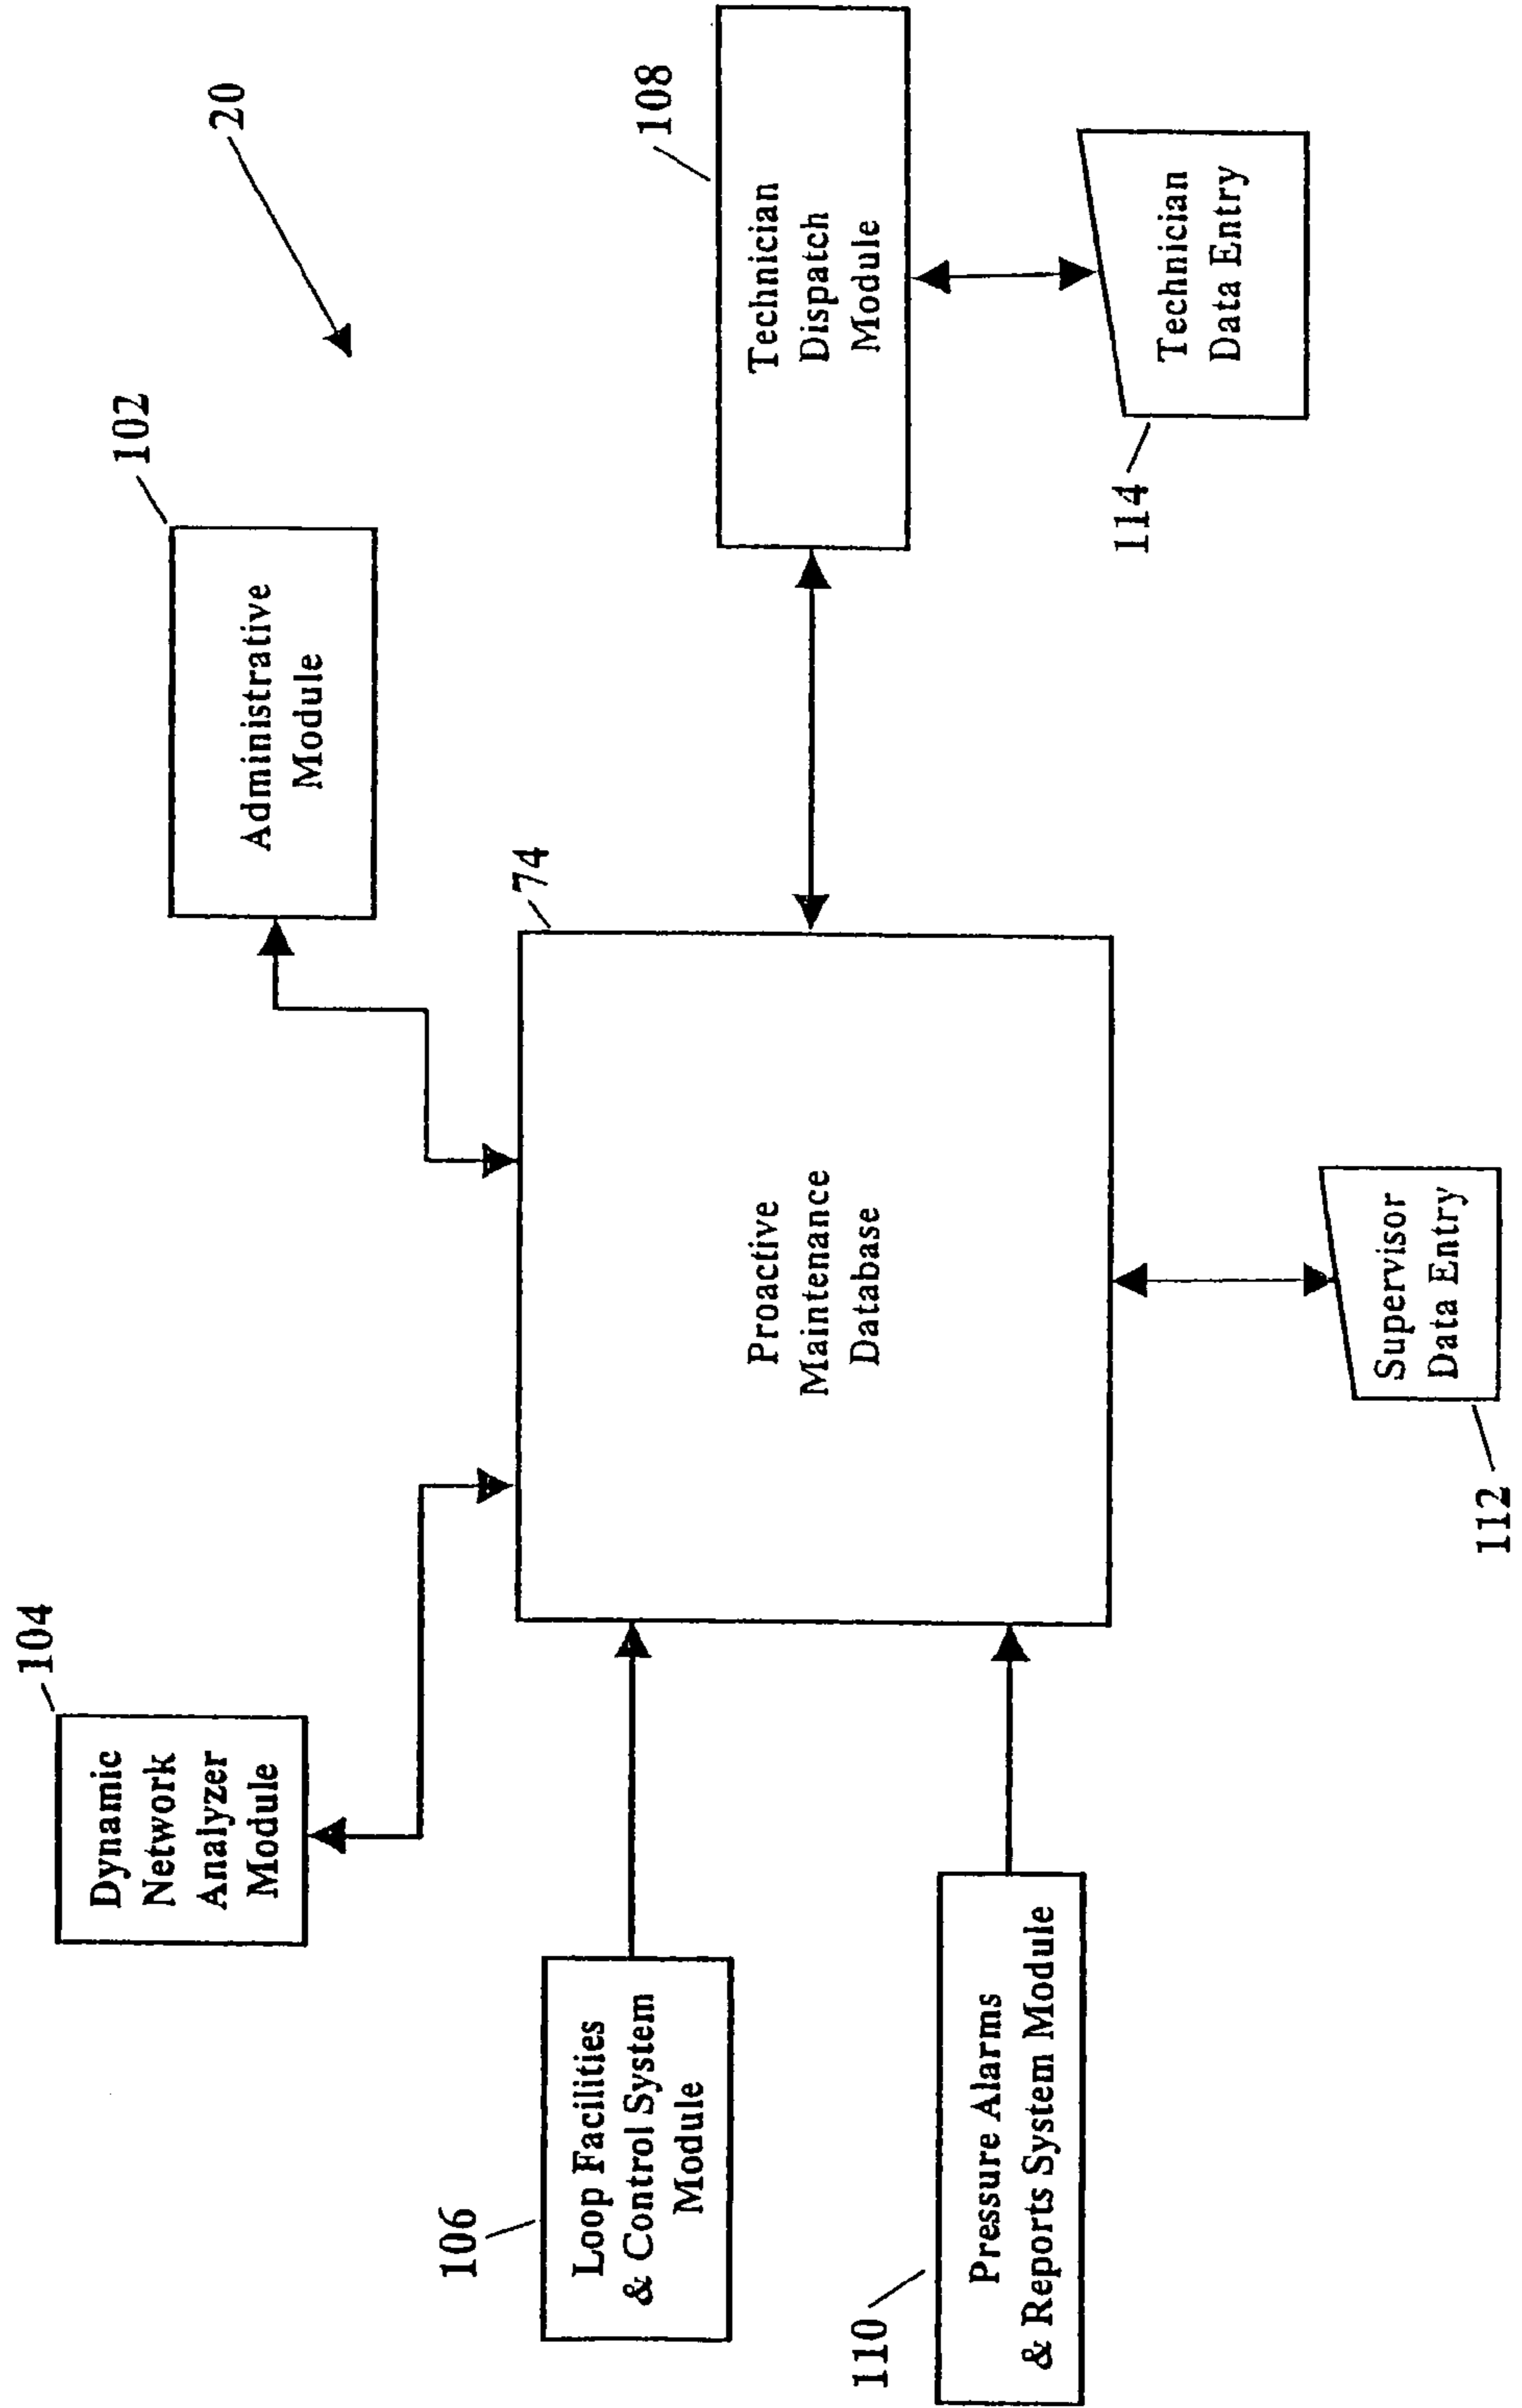 20
102
Administrative
Module
104
Dynamic
Network
Analyzer
Module
74
Proactive
Maintenance
Database
108
Technician
Dispatch
Module
106
Loop Facilities
& Control System
Module
110
Pressure Alarms
& Reports System Module
114
Technician
Data Entry
112
Supervisor
Data Entry